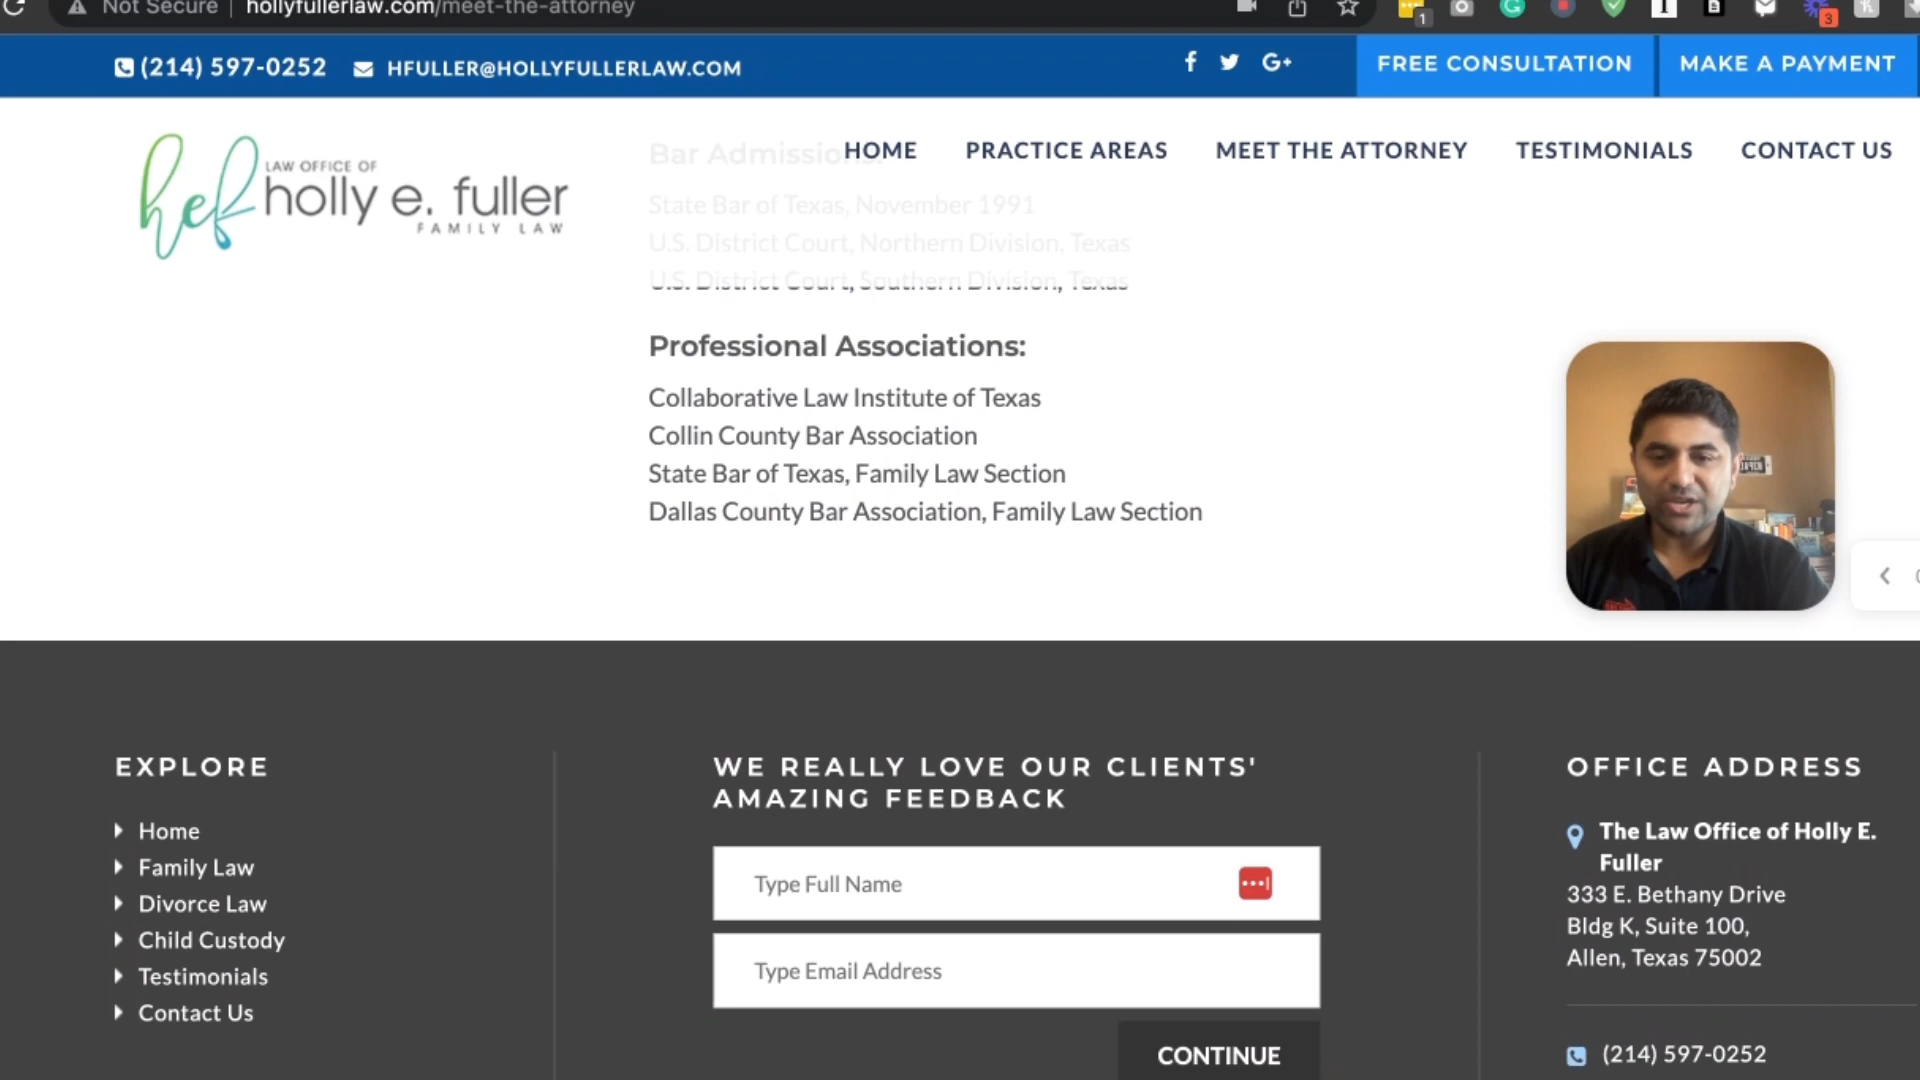 Not Secure | hollyfullerlaw.com/meet-the-attorney
1
3
(214) 597-0252 HFULLER@HOLLYFULLERLAW.COM
FREE CONSULTATION MAKE A PAYMENT
LAW OFFICE OF
hef holly e. fuller
FAMILY LAW
HOME PRACTICE AREAS MEET THE ATTORNEY TESTIMONIALS CONTACT US
Bar Admissions:
State Bar of Texas, November 1991
U.S. District Court, Northern Division, Texas
U.S. District Court, Southern Division, Texas
Professional Associations:
Collaborative Law Institute of Texas
Collin County Bar Association
State Bar of Texas, Family Law Section
Dallas County Bar Association, Family Law Section
EXPLORE
Home
Family Law
Divorce Law
Child Custody
Testimonials
Contact Us
WE REALLY LOVE OUR CLIENTS'
AMAZING FEEDBACK
Type Full Name
Type Email Address
CONTINUE
OFFICE ADDRESS
The Law Office of Holly E.
Fuller
333 E. Bethany Drive
Bldg K, Suite 100,
Allen, Texas 75002
(214) 597-0252